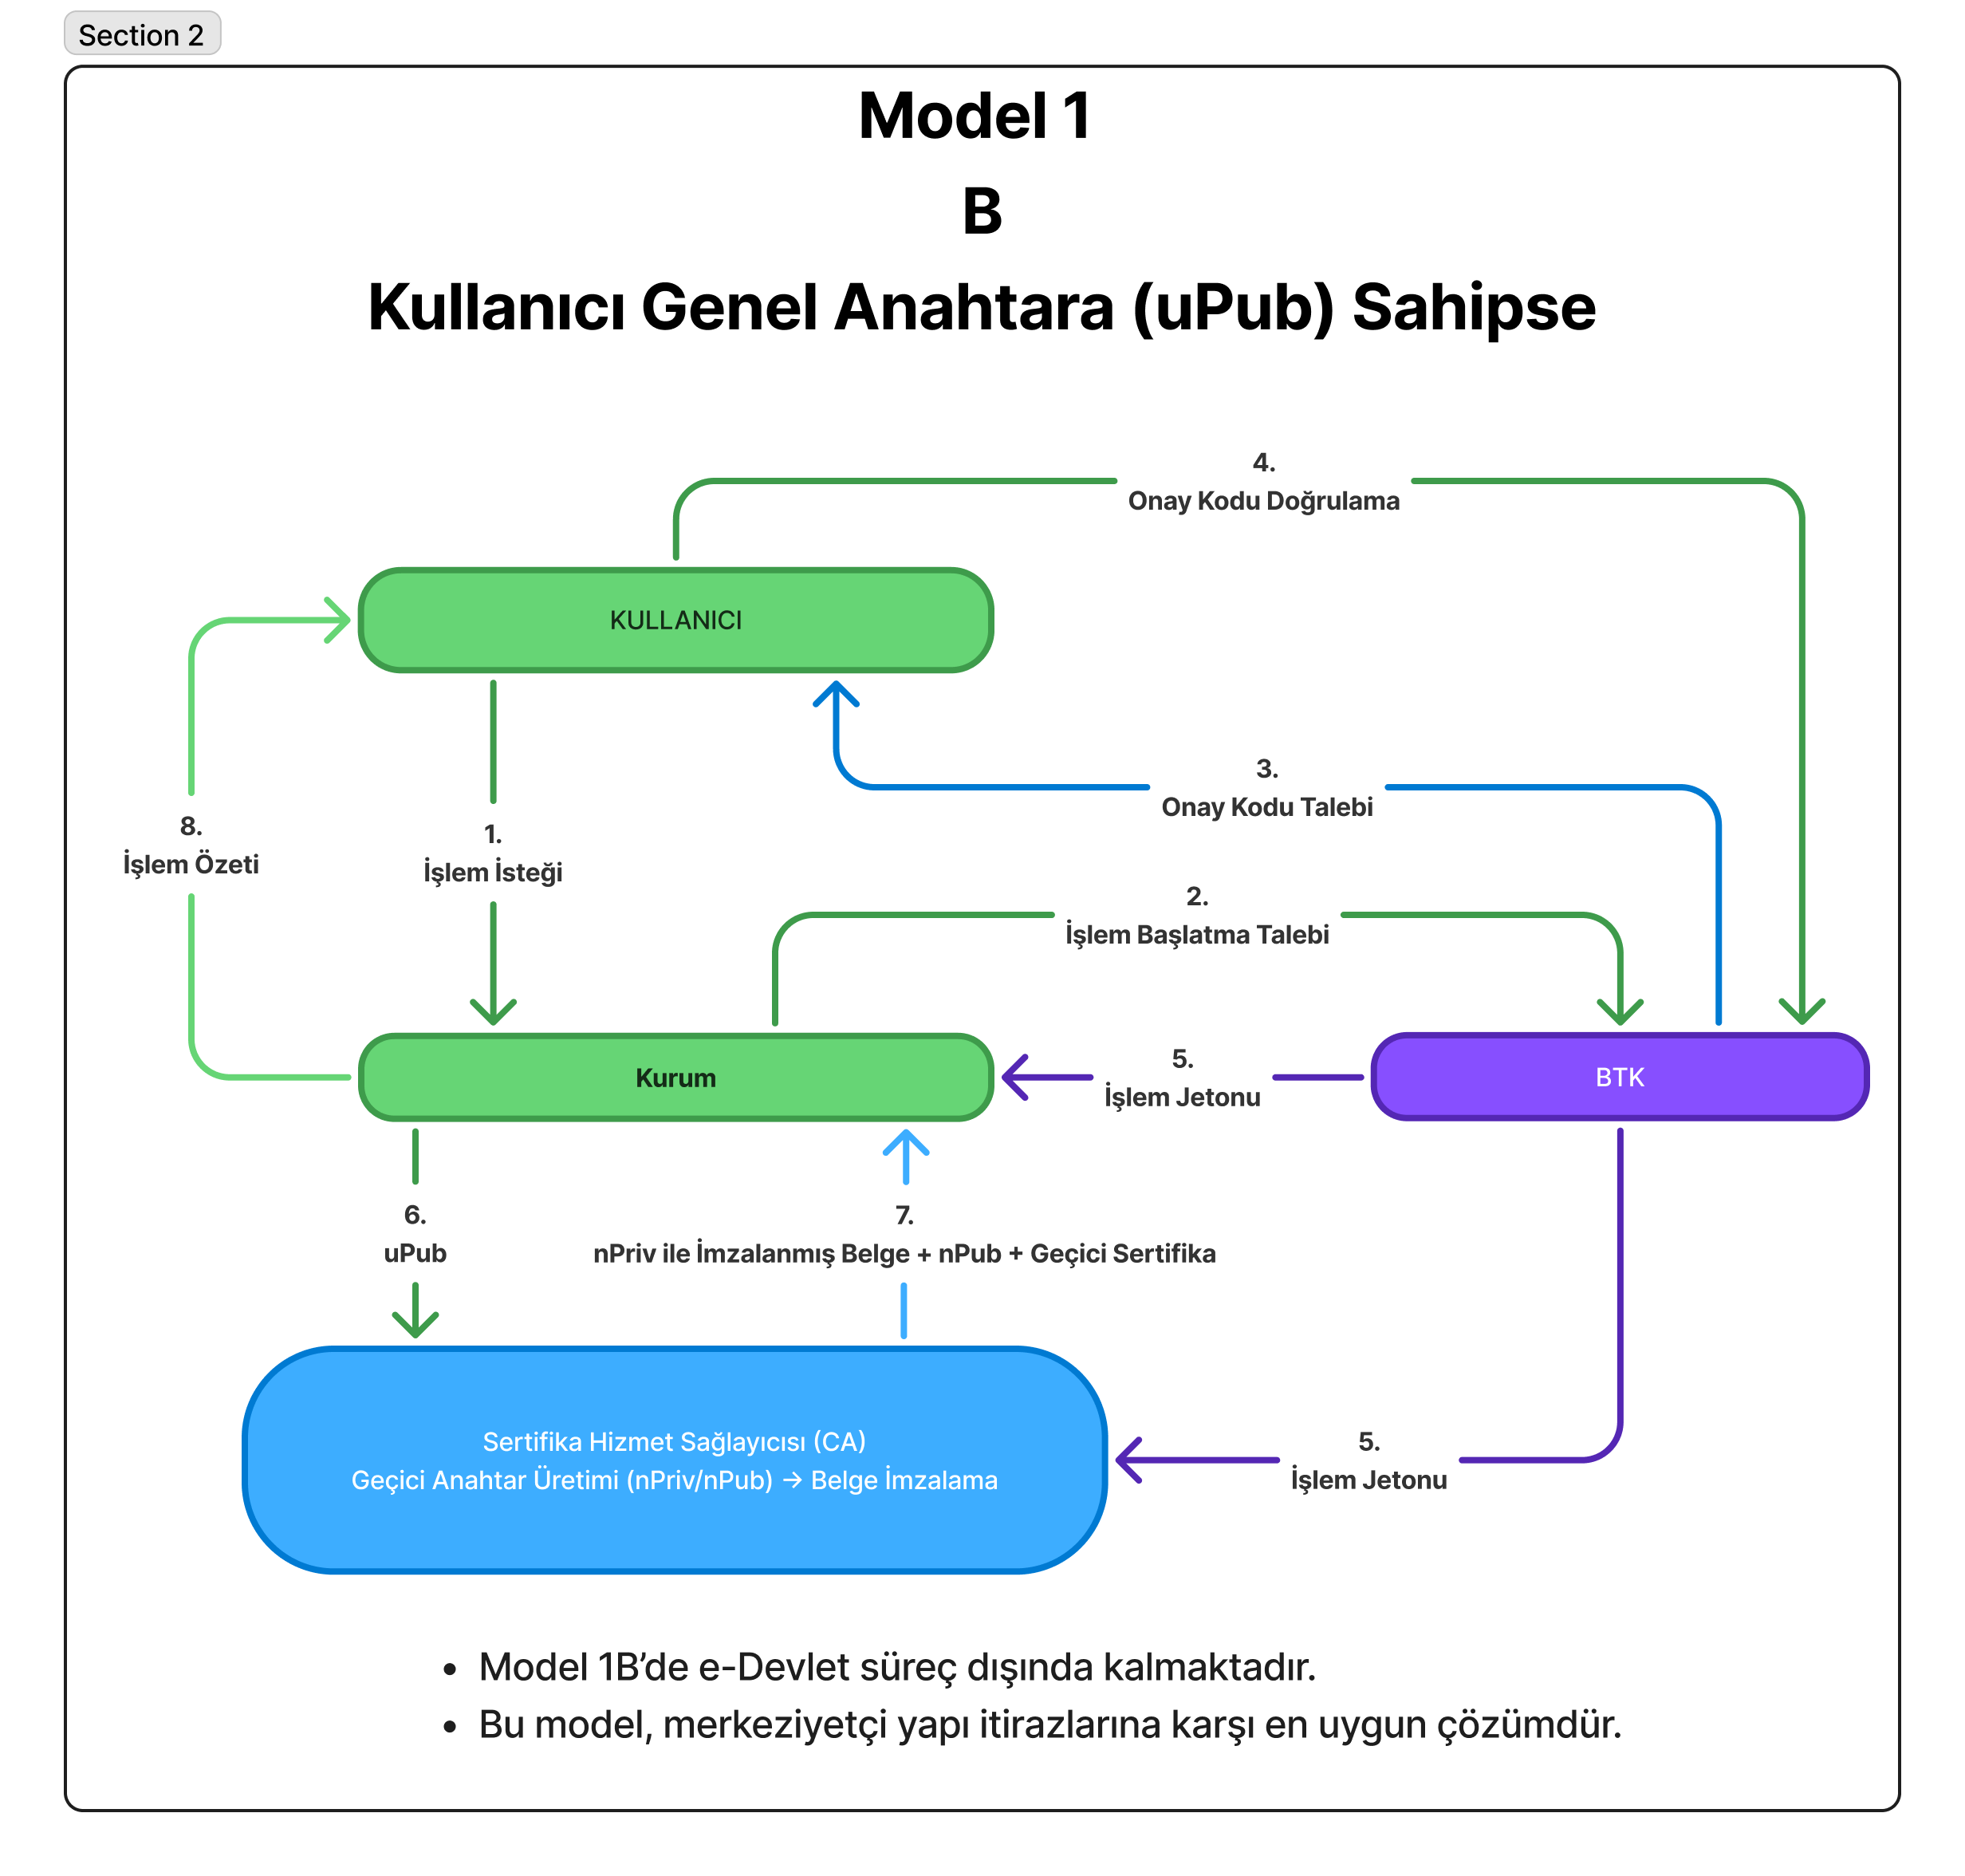 Section 2
Model 1
B
Kullanıcı Genel Anahtara (uPub) Sahipse
4.
Onay Kodu Doğrulama
KULLANICI
3.
Onay Kodu Talebi
8.
İşlem Özeti
1.
İşlem İsteği
2.
İşlem Başlatma Talebi
Kurum
5.
İşlem Jetonu
BTK
6.
uPub
7.
nPriv ile İmzalanmış Belge + nPub + Geçici Sertifika
Sertifika Hizmet Sağlayıcısı (CA)
Geçici Anahtar Üretimi (nPriv/nPub) → Belge İmzalama
5.
İşlem Jetonu
• Model 1B’de e-Devlet süreç dışında kalmaktadır.
• Bu model, merkeziyetçi yapı itirazlarına karşı en uygun çözümdür.